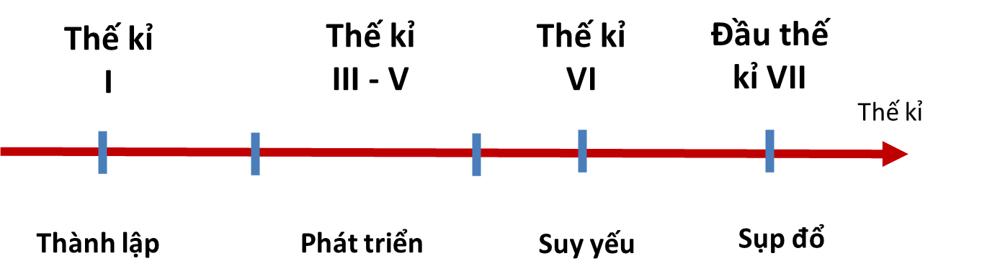 Thế kỉ
I
Thế kỉ
III - V
Thế kỉ
VI
Đầu thế
kỉ VII
Thế kỉ
Thành lập
Phát triển
Suy yếu
Sụp đổ